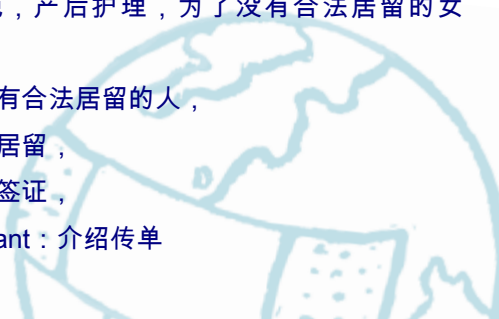 ，产后护理，为了没有合法居留的女
有合法居留的人，
居留，
签证，
ant：介绍传单